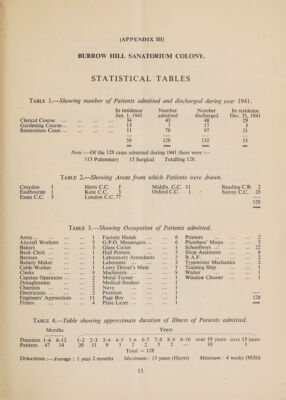 [APPENDIX III]
BURROW HILL SANATORIUM COLONY.
STATISTICAL TABLES
TABLE 1.—Showing number of Patients admitted and discharged during year 1941.
In residence Number Number In residence
Jan. 1, 1941 admitted discharged Dec. 31, 1941
Clerical Course 34 43 48 29
Gardening Course 13 7 17 3
Sanatorium Cases 11 78 67 21
58 128 132 53
Note :—Of the 128 cases admitted during 1941 there were :—
113 Pulmonary 15 Surgical Totalling 128.
TABLE 2.—Showing Areas from which Patients were drawn.
Croydon 1 Herts C.C. 1 Middlx. C.C. 11 Reading C.B. 2
Eastbourne 1 Kent C.C. 5 Oxford C.C. 1 Surrey C.C. 26
Essex C.C. 3 London C.C. 77
128
TABLE 3.—Showing Occupation of Patients admitted.
Army 1 Factory Hands 6 Printers 2
Aircraft Workers 5 G.P.O. Messengers 6 Plumbers' Mates 5
Bakers 3 Glass Cutter 1 Schoolboys 22
Bank Clerk 1 Hall Porters 2 Shop Assistants 6
Barman 1 Laboratory Attendants 2 R.A.F. 2
Battery Maker 1 Labourers 3 Typewriter Mechanics 2
Cable Worker 1 Lorry Driver's Mate 1 Training Ship 1
Clerks 9 Machinists 9 Waiter 1
Capstan Operators 2 Metal Turner 1 Window Cleaner 1
Draughtsmen 2 Medical Student 1
Chemists 2 Navy 3
Electricians 2 Postman 1
Engineers' Apprentices 11 Page Boy 1 128
Fitters 4 Plate Layer 1
TABLE 4.—Table showing approximate duration of Illness of Patients admitted.
Months Years
Duration 1-6 6-12 1-2 2-3 3-4 4-5 5-6 6-7 7-8 8-9 9-10 over 10 years over 15 years
Patients 47 14 20 11 9 5 2 2 5 2 — 10 1
Total — 128
DURATIONS :—Average : 1 year 2 months Maximum : 15 years (Hayes) Minimum : 4 weeks (Mills)
13